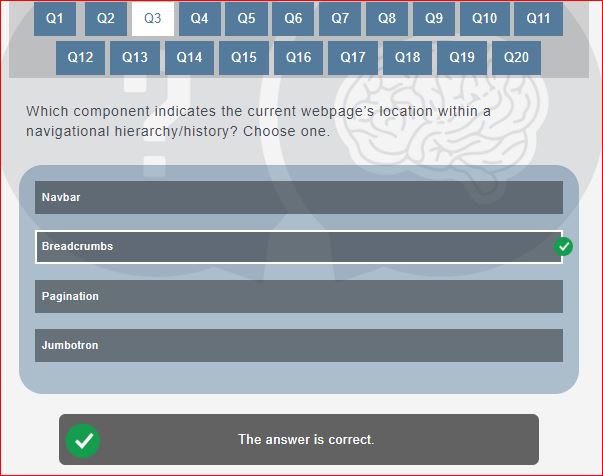 Q1 Q2 Q3 Q4 Q5 Q6 Q7 Q8 Q9 Q10 Q11
Q12 Q13 Q14 Q15 Q16 Q17 Q18 Q19 Q20
Which component indicates the current webpage's location within a
navigational hierarchy/history? Choose one.
Navbar
Breadcrumbs
Pagination
Jumbotron
The answer is correct.